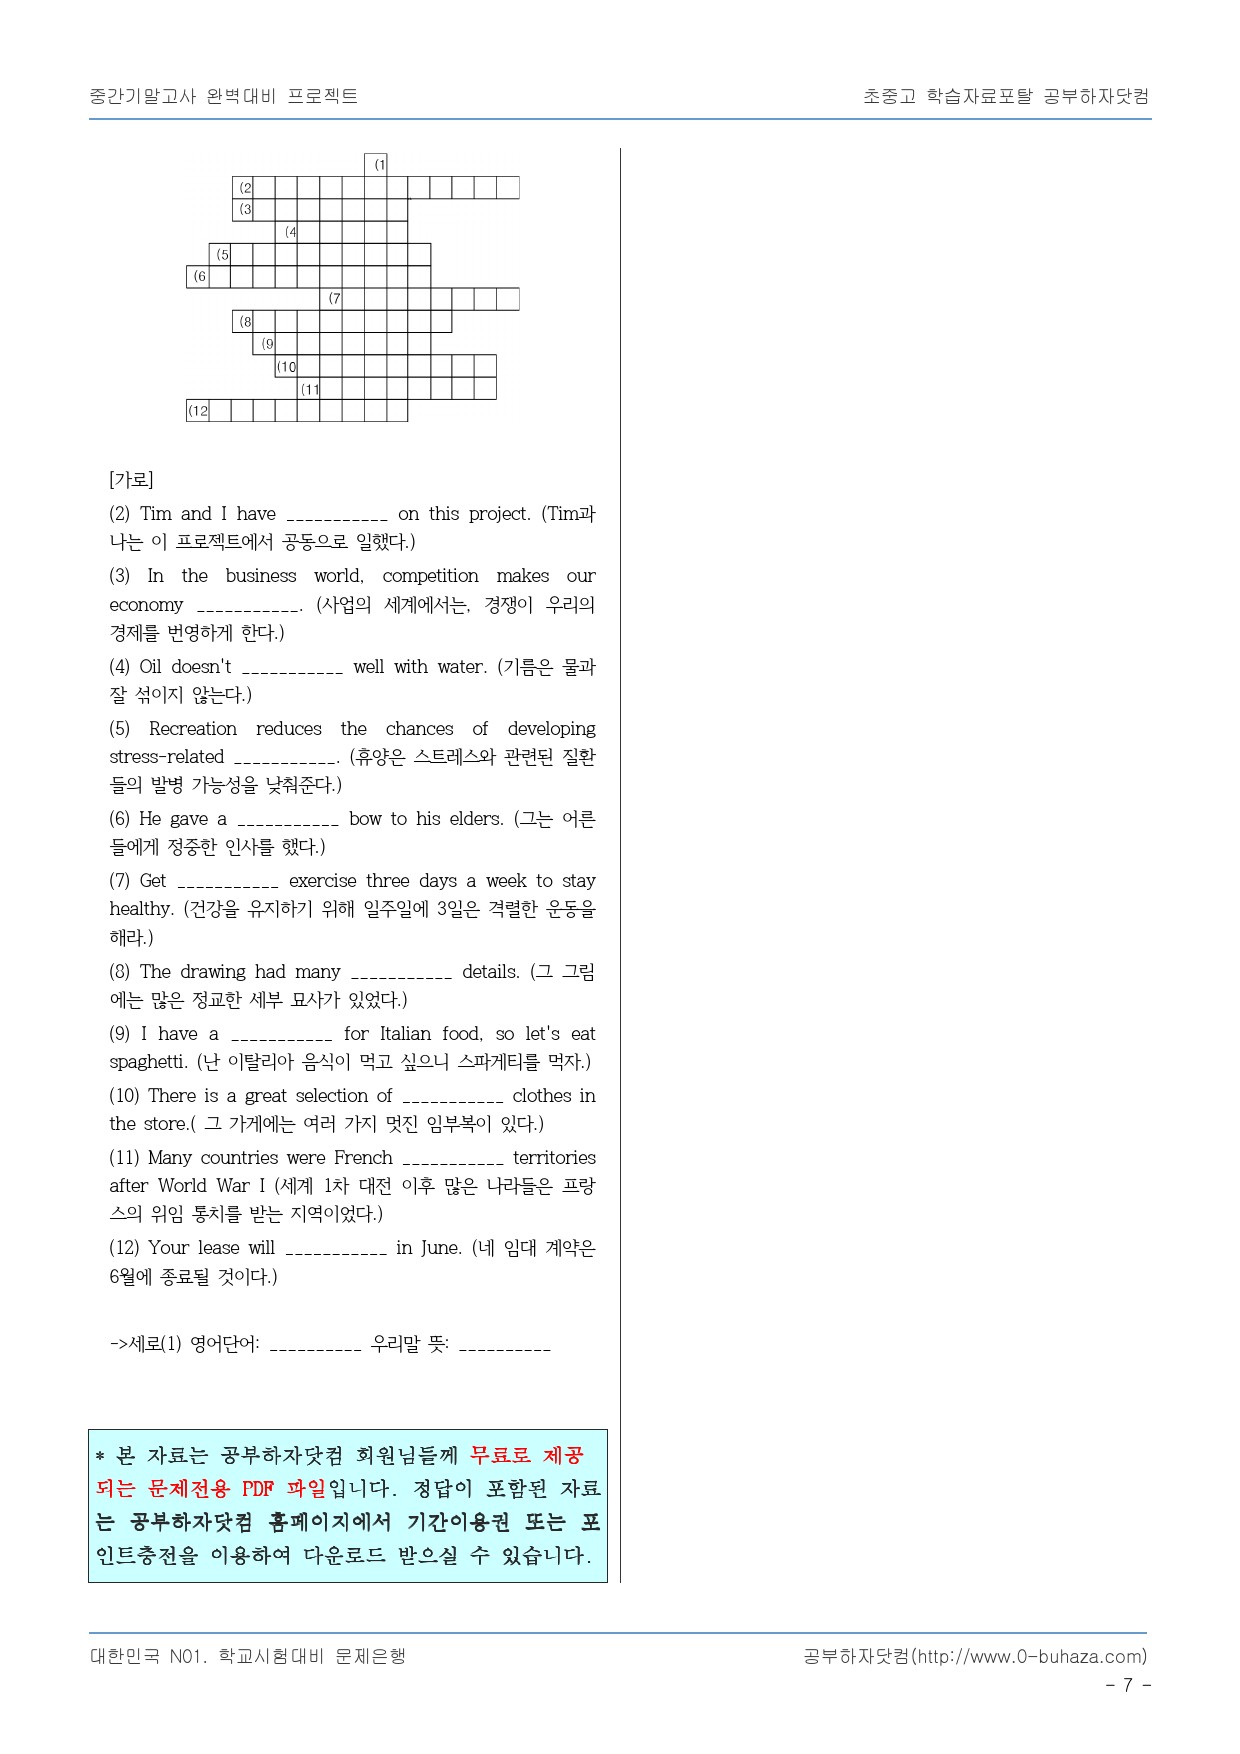 중간기말고사 완벽대비 프로젝트
초중고 학습자료포탈 공부하자닷컴
(1
(2
(3
(4
(5
(6
(7
(8
(9
(10
(11
(12
[가로]
(2) Tim and I have ___________ on this project. (Tim과
나는 이 프로젝트에서 공동으로 일했다.)
(3) In the business world, competition makes our
economy ___________. (사업의 세계에서는, 경쟁이 우리의
경제를 번영하게 한다.)
(4) Oil doesn't ___________ well with water. (기름은 물과
잘 섞이지 않는다.)
(5) Recreation reduces the chances of developing
stress-related ___________. (휴양은 스트레스와 관련된 질환
들의 발병 가능성을 낮춰준다.)
(6) He gave a ___________ bow to his elders. (그는 어른
들에게 정중한 인사를 했다.)
(7) Get ___________ exercise three days a week to stay
healthy. (건강을 유지하기 위해 일주일에 3일은 격렬한 운동을
해라.)
(8) The drawing had many ___________ details. (그 그림
에는 많은 정교한 세부 묘사가 있었다.)
(9) I have a ___________ for Italian food, so let's eat
spaghetti. (난 이탈리아 음식이 먹고 싶으니 스파게티를 먹자.)
(10) There is a great selection of ___________ clothes in
the store.( 그 가게에는 여러 가지 멋진 임부복이 있다.)
(11) Many countries were French ___________ territories
after World War I (세계 1차 대전 이후 많은 나라들은 프랑
스의 위임 통치를 받는 지역이었다.)
(12) Your lease will ___________ in June. (네 임대 계약은
6월에 종료될 것이다.)
->세로(1) 영어단어: __________ 우리말 뜻: __________
* 본 자료는 공부하자닷컴 회원님들께 무료로 제공
되는 문제전용 PDF 파일입니다. 정답이 포함된 자료
는 공부하자닷컴 홈페이지에서 기간이용권 또는 포
인트충전을 이용하여 다운로드 받으실 수 있습니다.
대한민국 N01. 학교시험대비 문제은행
공부하자닷컴(http://www.0-buhaza.com)
- 7 -